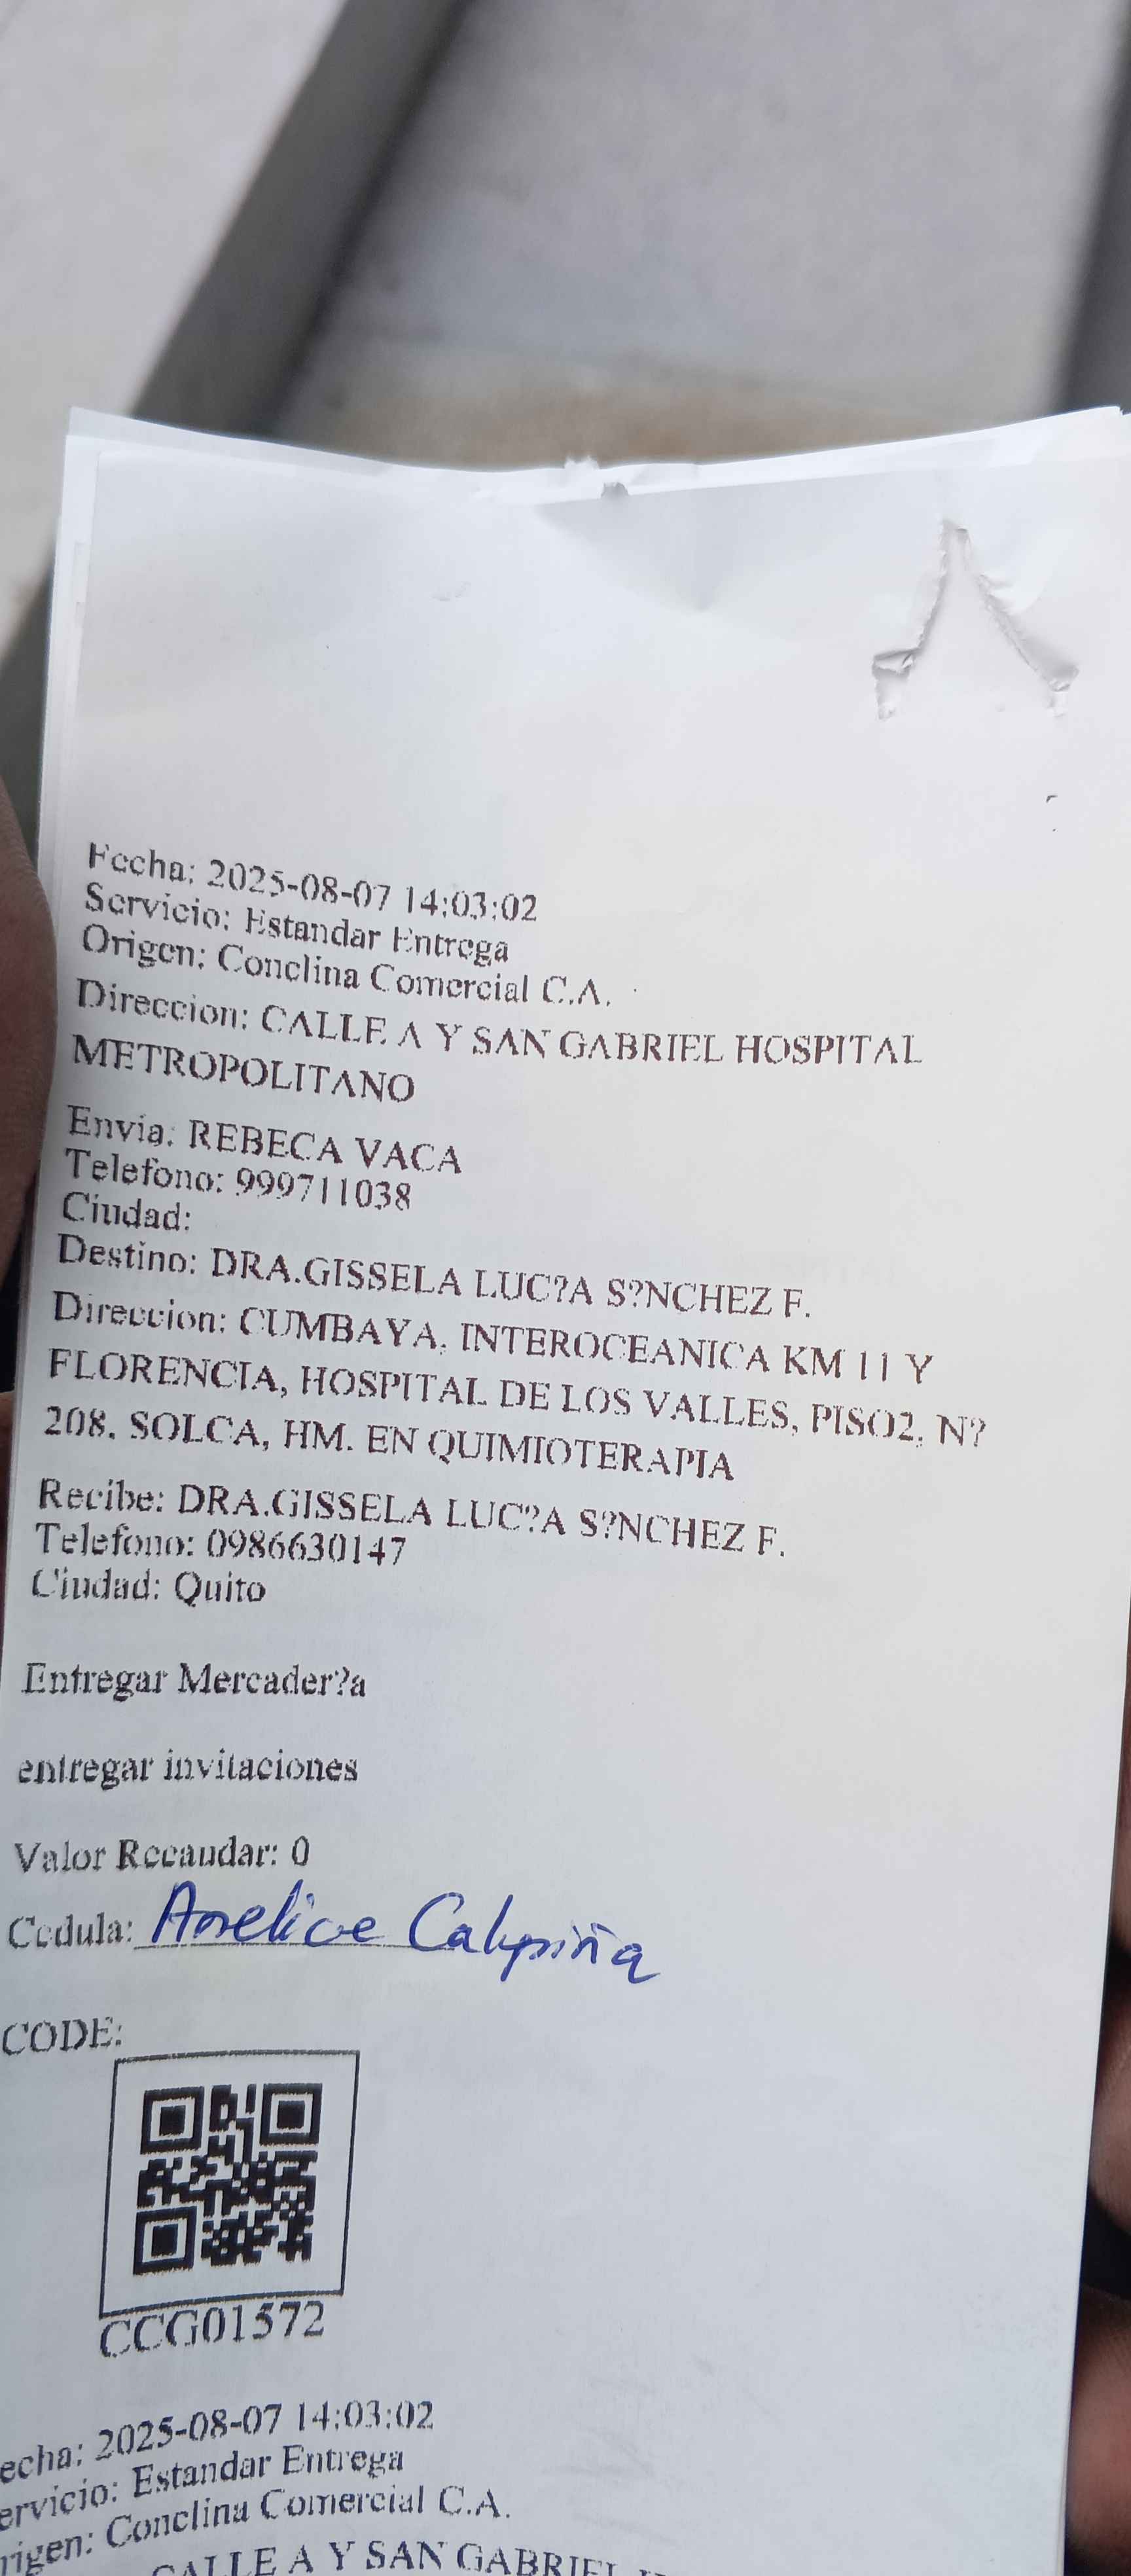 Fecha: 2025-08-07 14:03:02
Servicio: Estandar Entrega
Origen: Conclina Comercial C.A.
Direccion: CALLE A Y SAN GABRIEL HOSPITAL
METROPOLITANO
Envia: REBECA VACA
Telefono: 999711038
Ciudad:
Destino: DRA.GISSELA LUC?A S?NCHEZ F.
Direccion: CUMBAYA, INTEROCEANICA KM 11 Y
FLORENCIA, HOSPITAL DE LOS VALLES, PISO2, N?
208. SOLCA, HM. EN QUIMIOTERAPIA
Recibe: DRA.GISSELA LUC?A S?NCHEZ F.
Telefono: 0986630147
Ciudad: Quito
Entregar Mercader?a
entregar invitaciones
Valor Recaudar: 0
Cedula:
CODE:
CCG01572
echa: 2025-08-07 14:03:02
ervicio: Estandar Entrega
rigen: Conclina Comercial C.A.
CALLE A Y SAN GABRIEL